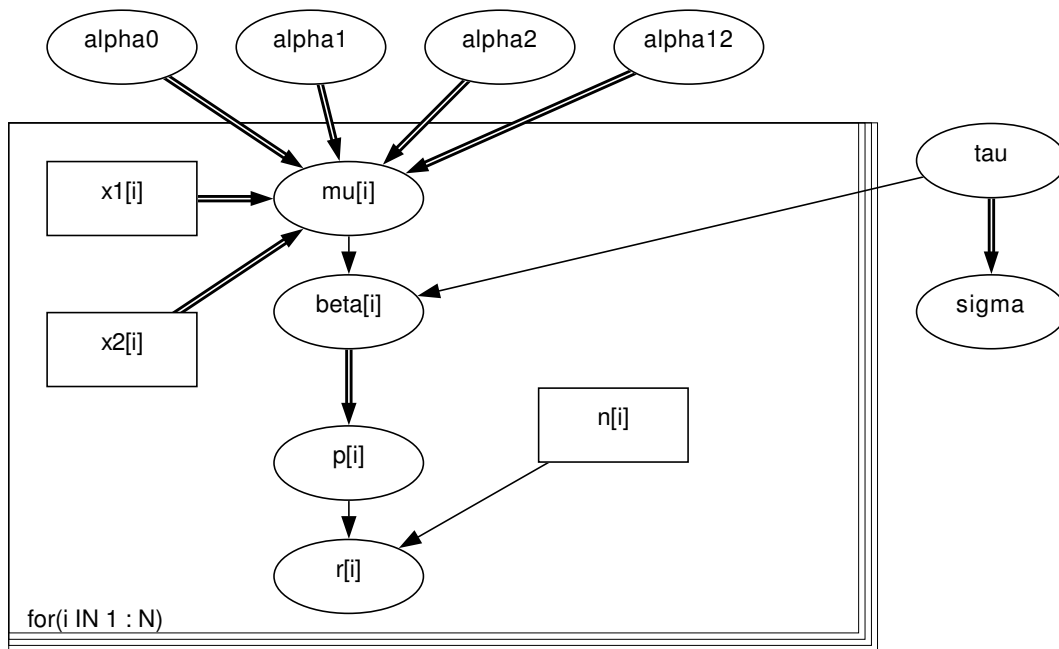 alpha0
alpha1
alpha2
alpha12
tau
x1[i]
mu[i]
beta[i]
sigma
x2[i]
n[i]
p[i]
r[i]
for(i IN 1 : N)